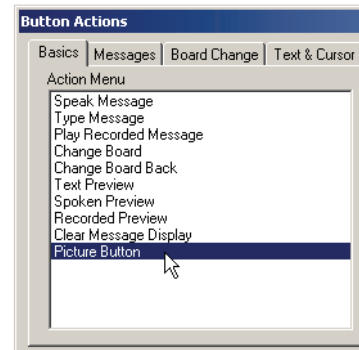 Button Actions
Basics Messages Board Change Text & Cursor
Action Menu
Speak Message
Type Message
Play Recorded Message
Change Board
Change Board Back
Text Preview
Spoken Preview
Recorded Preview
Clear Message Display
Picture Button